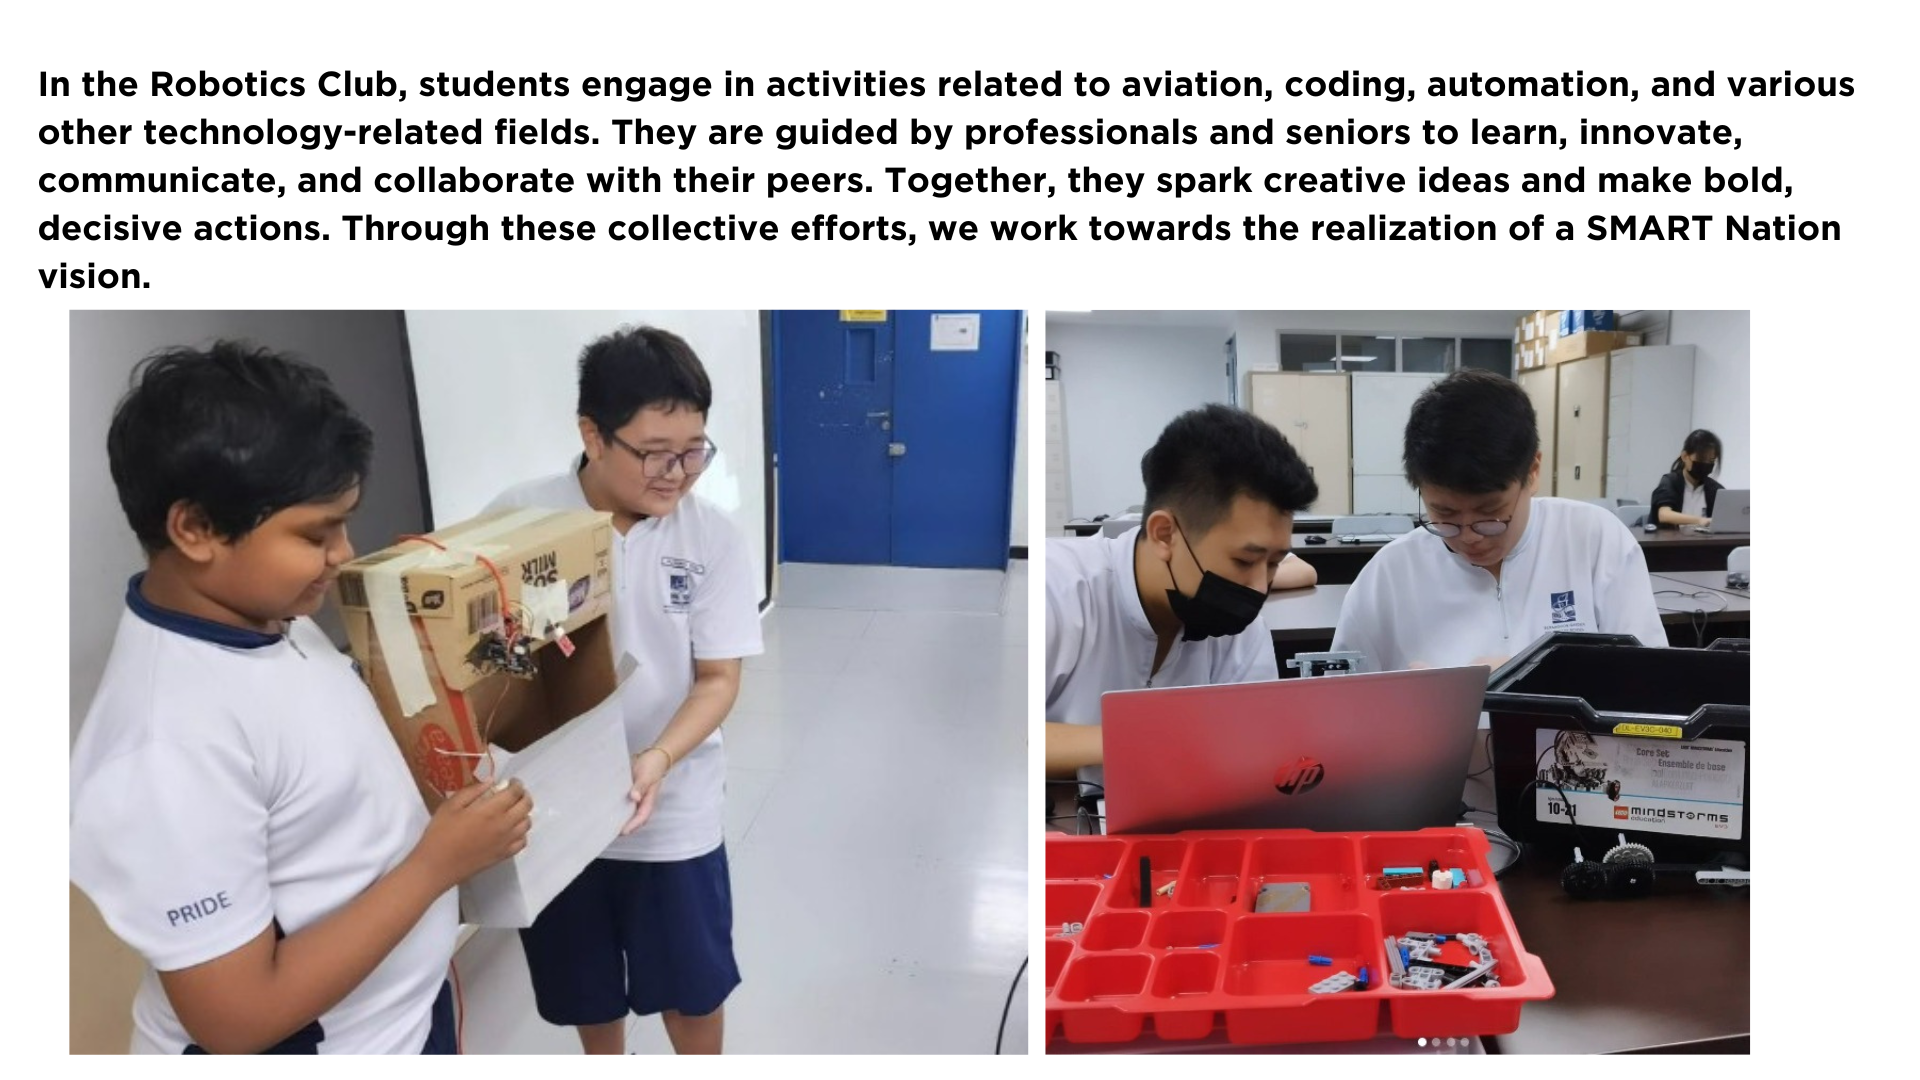 In the Robotics Club, students engage in activities related to aviation, coding, automation, and various
other technology-related fields. They are guided by professionals and seniors to learn, innovate,
communicate, and collaborate with their peers. Together, they spark creative ideas and make bold,
decisive actions. Through these collective efforts, we work towards the realization of a SMART Nation
vision.
MILK
PRIDE
hp
Core Set
Ensemble de base
10-21
mindstorms
education